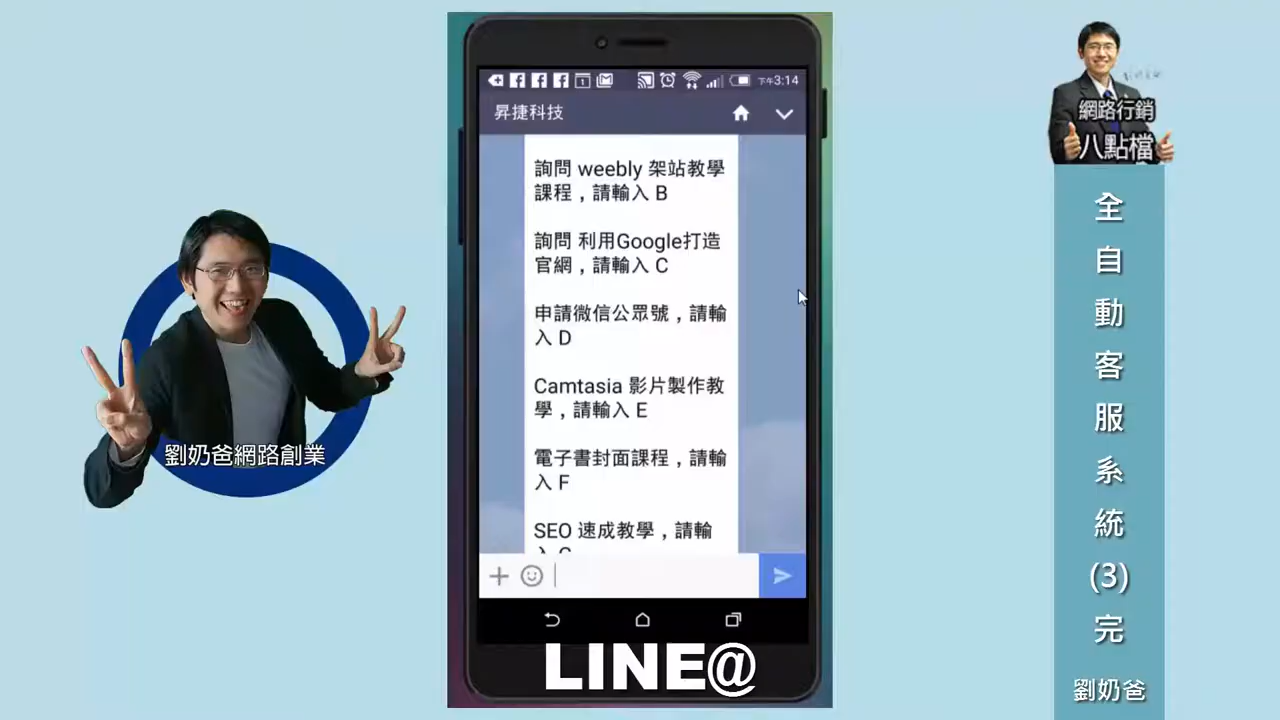 下午3:14
昇捷科技
詢問 weebly 架站教學
課程，請輸入 B
詢問 利用Google打造
官網，請輸入 C
申請微信公眾號，請輸
入 D
Camtasia 影片製作教
學，請輸入 E
電子書封面課程，請輸
入 F
SEO 速成教學，請輸
LINE@
劉奶爸網路創業
網路行銷
八點檔
全自動客服系統(3)完
劉奶爸